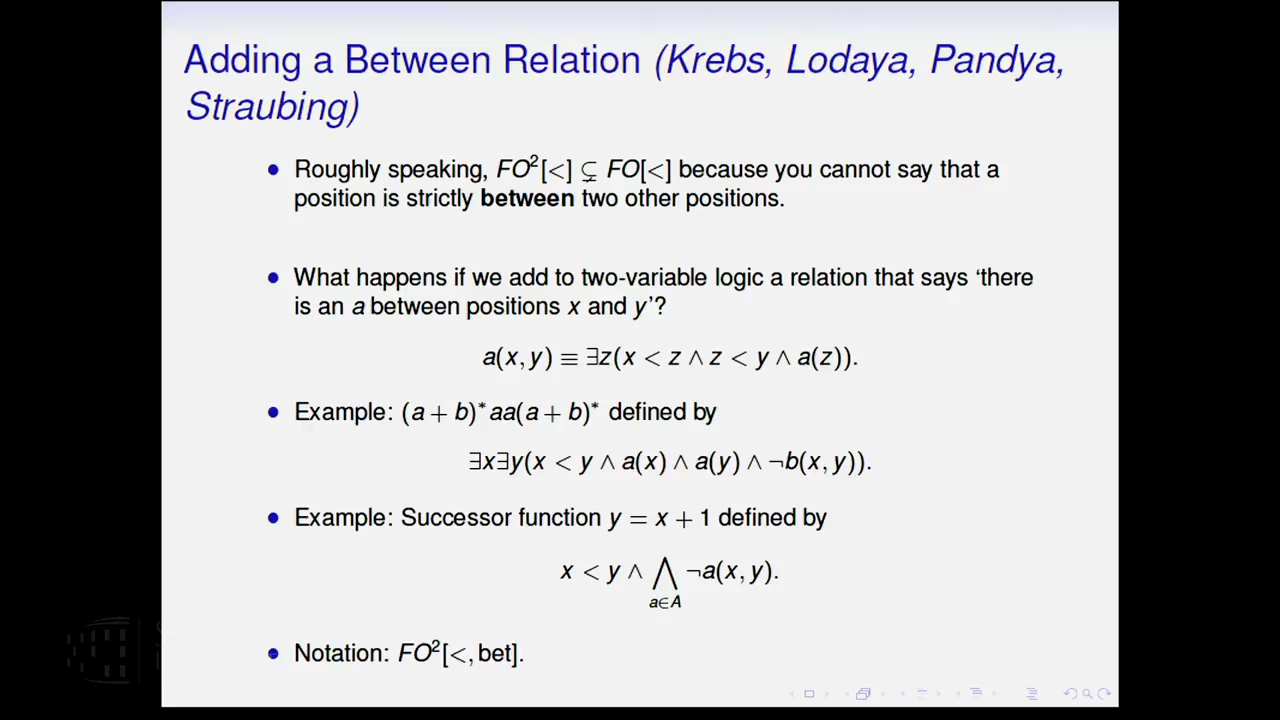 Adding a Between Relation (Krebs, Lodaya, Pandya,
Straubing)
• Roughly speaking, FO²[<] ⊊ FO[<] because you cannot say that a
position is strictly between two other positions.
• What happens if we add to two-variable logic a relation that says ‘there
is an a between positions x and y’?
a(x, y) ≡ ∃z(x < z ∧ z < y ∧ a(z)).
• Example: (a + b)*aa(a + b)* defined by
∃x∃y(x < y ∧ a(x) ∧ a(y) ∧ ¬b(x, y)).
• Example: Successor function y = x + 1 defined by
x < y ∧ ⋀ ¬a(x, y).
a∈A
• Notation: FO²[<, bet].